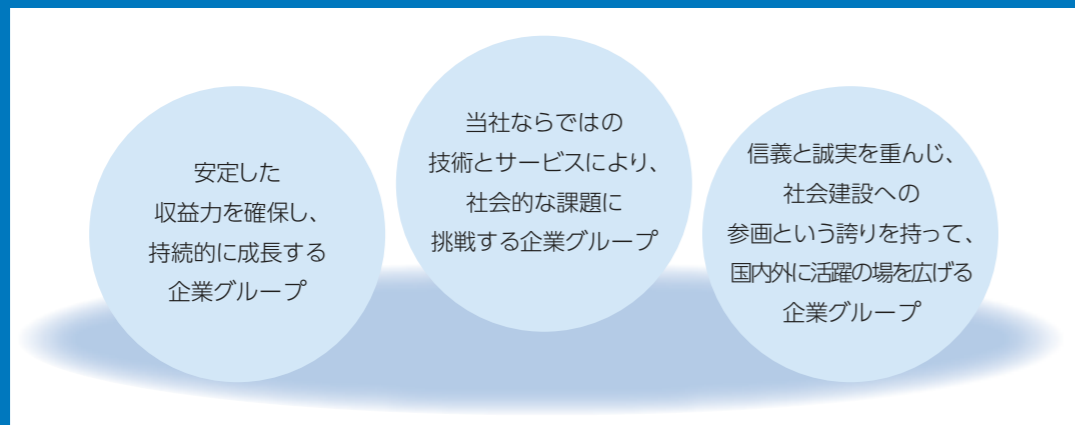 安定した
収益力を確保し、
持続的に成長する
企業グループ
当社ならではの
技術とサービスにより、
社会的な課題に
挑戦する企業グループ
信義と誠実を重んじ、
社会建設への
参画という誇りを持って、
国内外に活躍の場を広げる
企業グループ